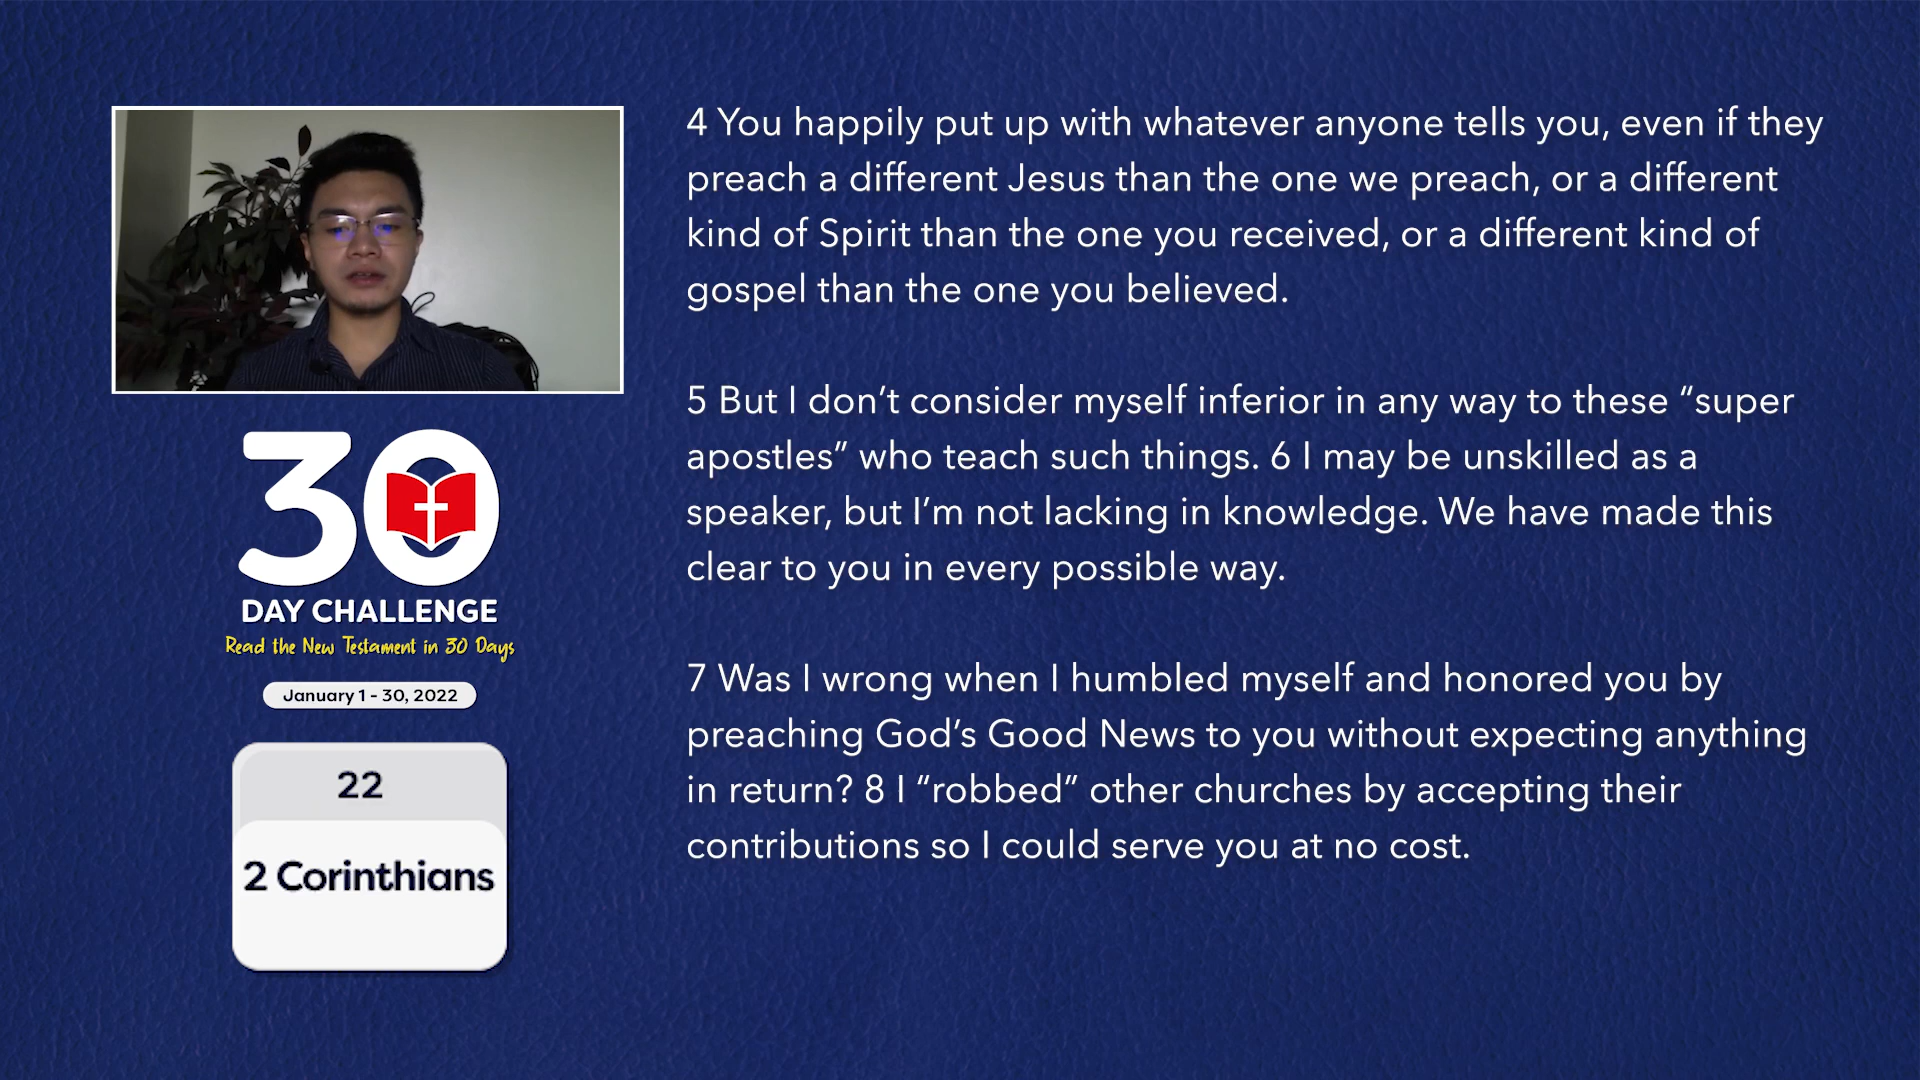 4 You happily put up with whatever anyone tells you, even if they
preach a different Jesus than the one we preach, or a different
kind of Spirit than the one you received, or a different kind of
gospel than the one you believed.
5 But I don’t consider myself inferior in any way to these “super
apostles” who teach such things. 6 I may be unskilled as a
speaker, but I’m not lacking in knowledge. We have made this
clear to you in every possible way.
7 Was I wrong when I humbled myself and honored you by
preaching God’s Good News to you without expecting anything
in return? 8 I “robbed” other churches by accepting their
contributions so I could serve you at no cost.
30
DAY CHALLENGE
Read the New Testament in 30 Days
January 1 - 30, 2022
22
2 Corinthians